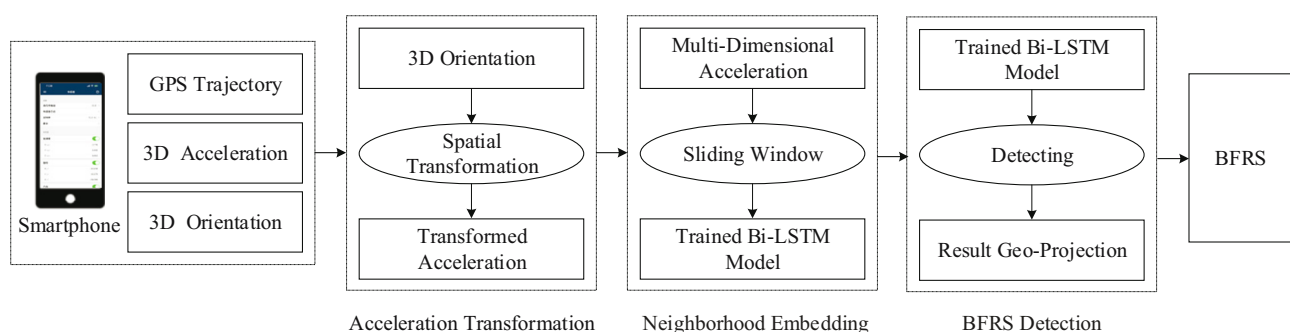 GPS Trajectory
3D Acceleration
3D Orientation
Smartphone
3D Orientation
Spatial
Transformation
Transformed
Acceleration
Acceleration Transformation
Multi-Dimensional
Acceleration
Sliding Window
Trained Bi-LSTM
Model
Neighborhood Embedding
Trained Bi-LSTM
Model
Detecting
Result Geo-Projection
BFRS Detection
BFRS